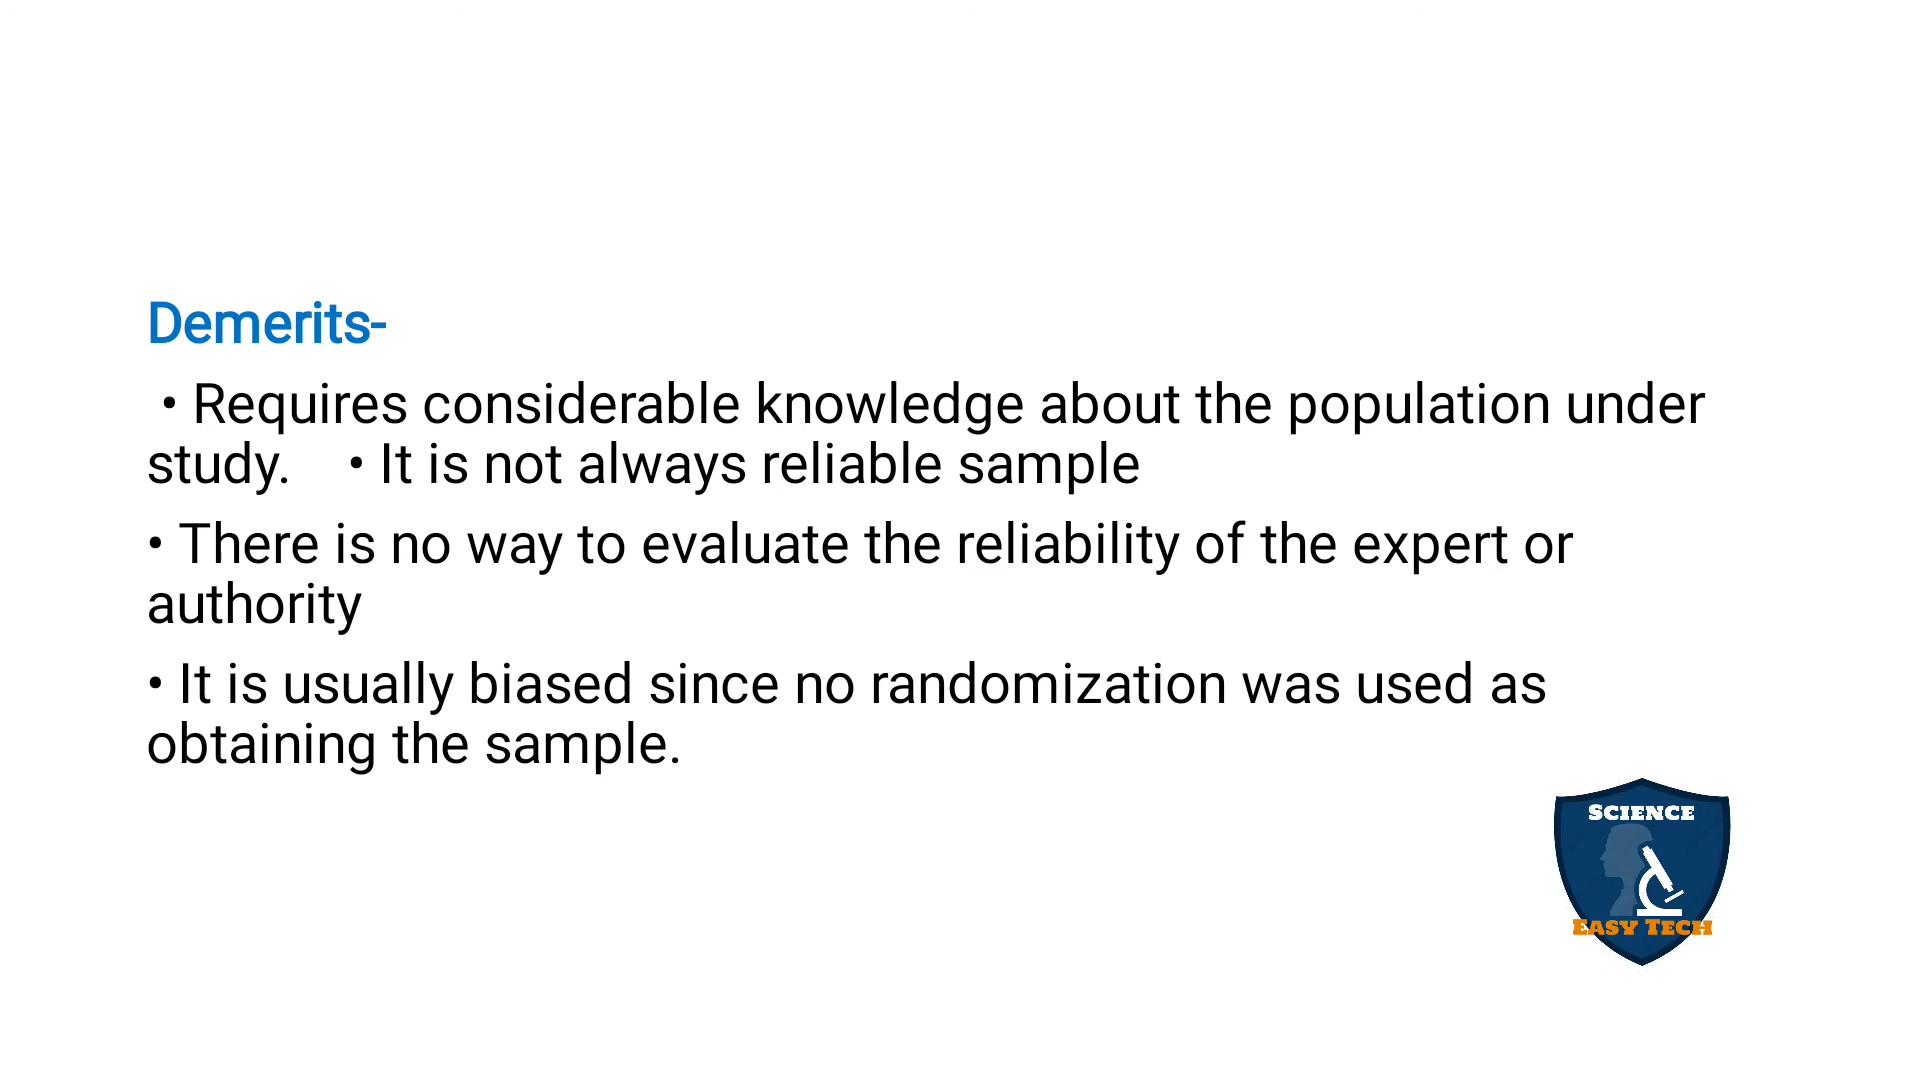 Demerits-
• Requires considerable knowledge about the population under
study.    • It is not always reliable sample
• There is no way to evaluate the reliability of the expert or
authority
• It is usually biased since no randomization was used as
obtaining the sample.
SCIENCE
EASY TECH